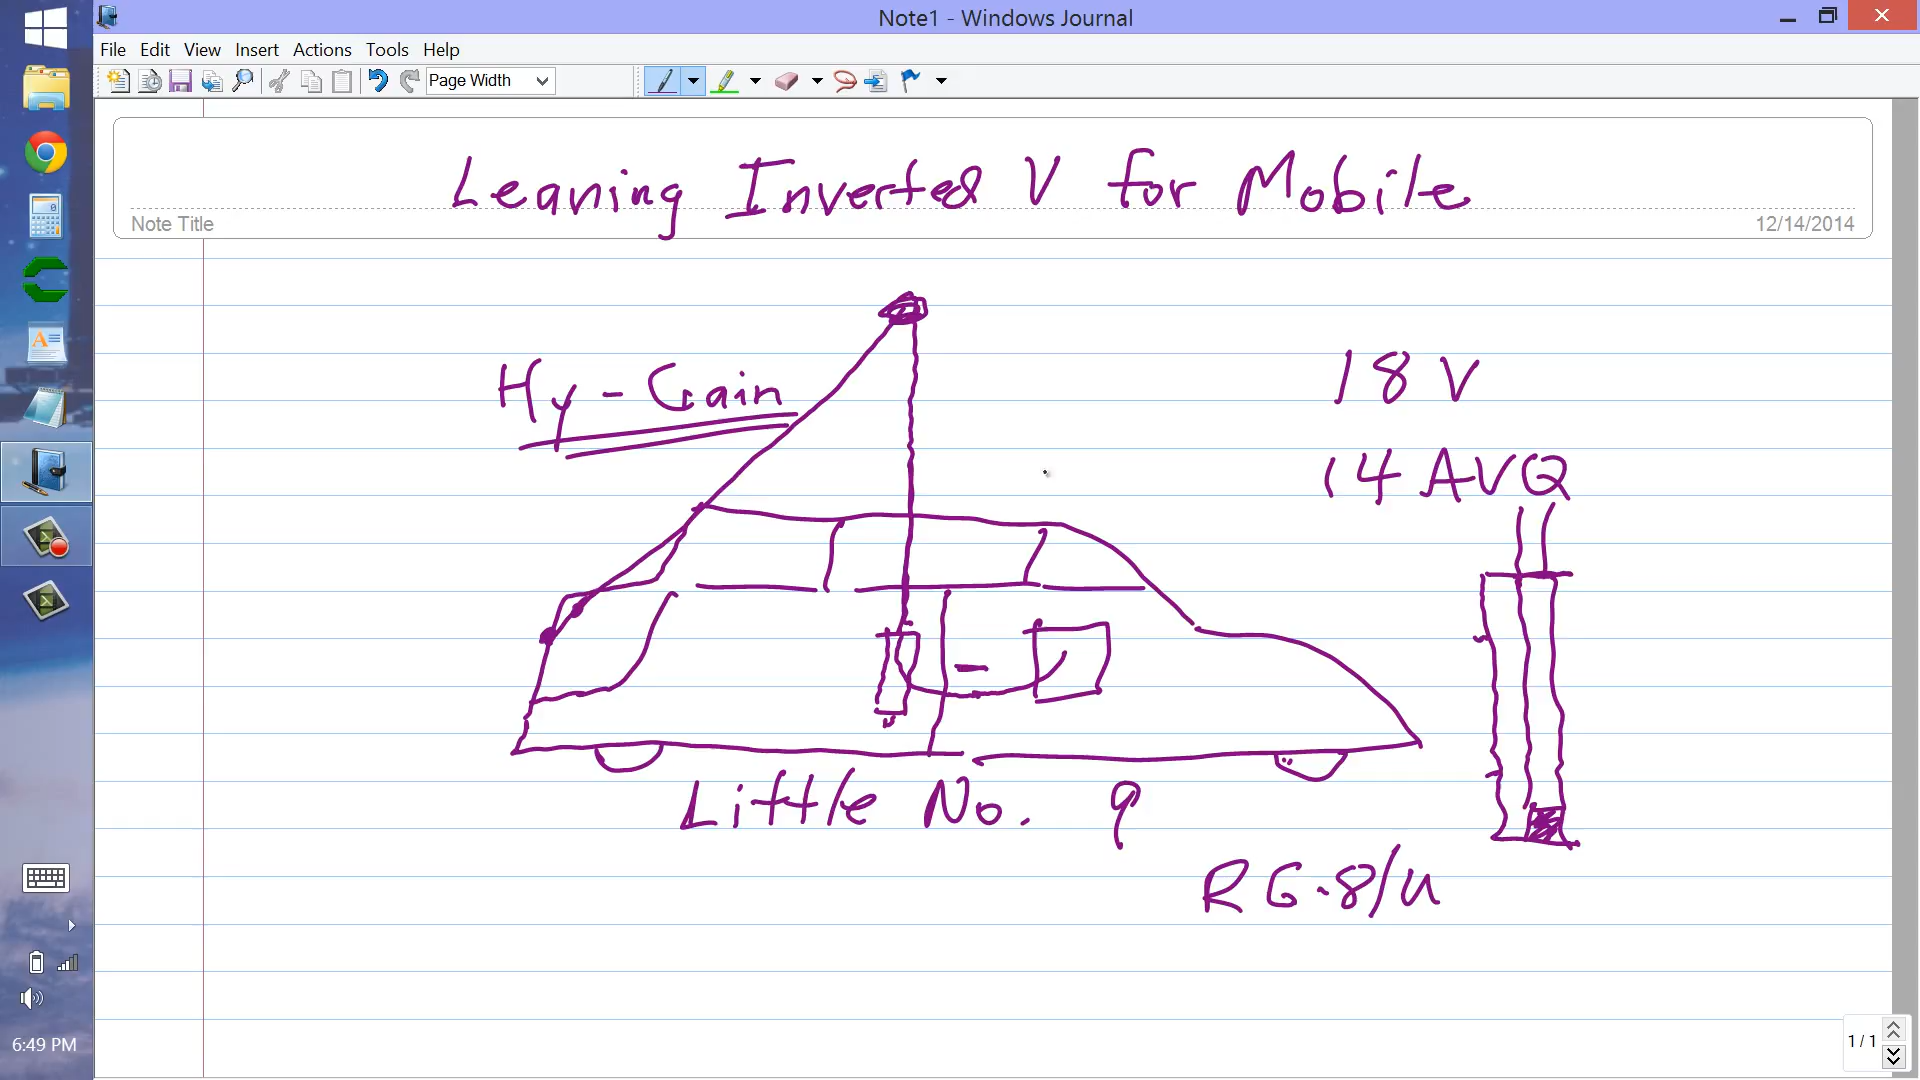 Note1 - Windows Journal
File Edit View Insert Actions Tools Help
Page Width
Leaning Inverted V for Mobile
Note Title
12/14/2014
Hy-Gain
18 V
14 AVQ
Little No. 9
RG-8/U
6:49 PM
1 / 1